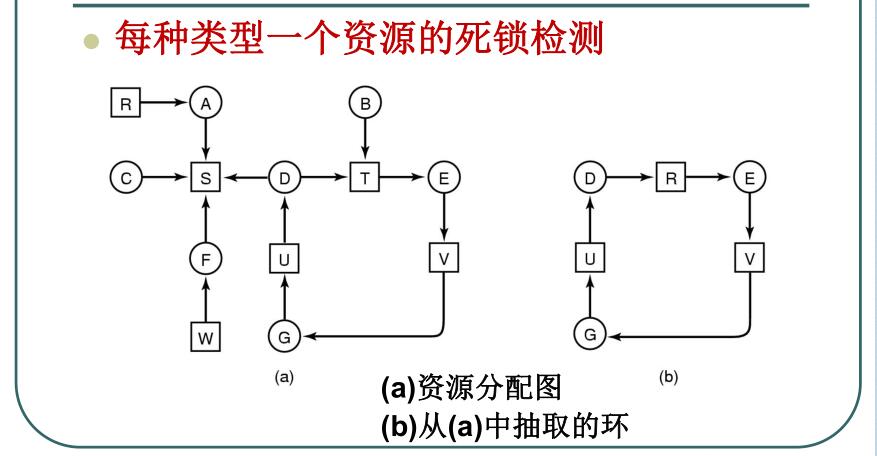 每种类型一个资源的死锁检测
R A B
C S D T E D R E
F U V U V
W G G
(a) (b)
(a)资源分配图
(b)从(a)中抽取的环